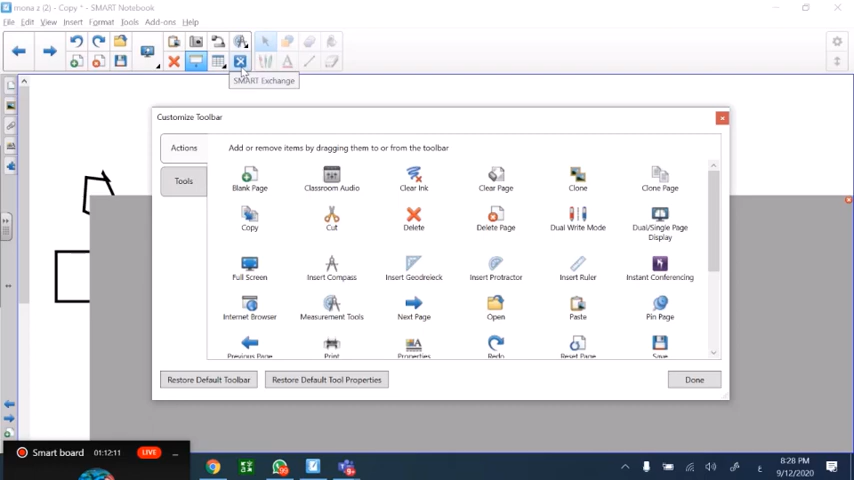 mona z (2) - Copy * - SMART Notebook
File Edit View Insert Format Tools Add-ons Help
SMART Exchange
Customize Toolbar
Actions
Add or remove items by dragging them to or from the toolbar
Tools
Blank Page Classroom Audio Clear Ink Clear Page Clone Clone Page
Copy Cut Delete Delete Page Dual Write Mode Dual/Single Page Display
Full Screen Insert Compass Insert Geodreieck Insert Protractor Insert Ruler Instant Conferencing
Internet Browser Measurement Tools Next Page Open Paste Pin Page
Previous Page Print Properties Redo Reset Page Save
Restore Default Toolbar Restore Default Tool Properties Done
Smart board 01:12:11 LIVE
99
9+
ع
8:28 PM
9/12/2020